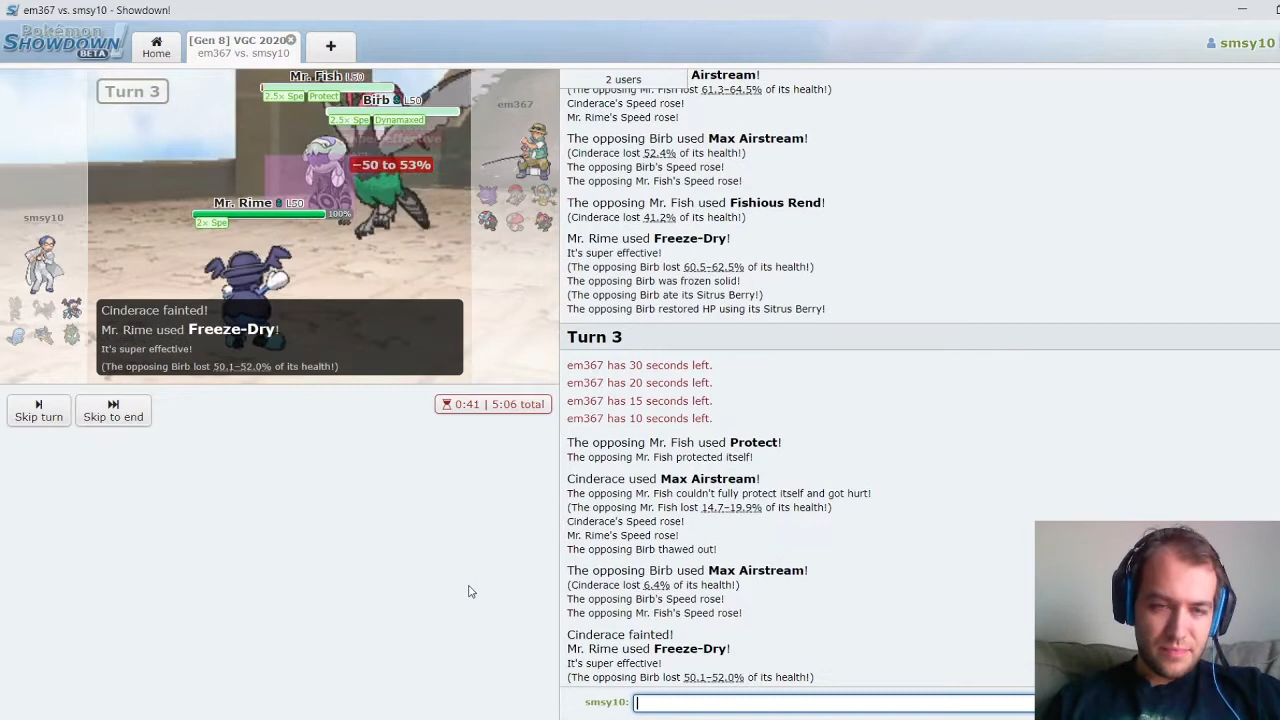 em367 vs. smsy10 - Showdown!
Pokémon
SHOWDOWN!
BETA
Home
[Gen 8] VGC 2020
em367 vs. smsy10
+
smsy10
Turn 3
Mr. Fish L50
2.5× Spe Protect
Birb L50
2.5× Spe Dynamaxed
em367
−50 to 53%
Mr. Rime L50
100%
2× Spe
smsy10
Cinderace fainted!
Mr. Rime used Freeze-Dry!
It's super effective!
(The opposing Birb lost 50.1–52.0% of its health!)
Skip turn
Skip to end
0:41 | 5:06 total
2 users
Airstream!
(The opposing Mr. Fish lost 61.3–64.5% of its health!)
Cinderace's Speed rose!
Mr. Rime's Speed rose!
The opposing Birb used Max Airstream!
(Cinderace lost 52.4% of its health!)
The opposing Birb's Speed rose!
The opposing Mr. Fish's Speed rose!
The opposing Mr. Fish used Fishious Rend!
(Cinderace lost 41.2% of its health!)
Mr. Rime used Freeze-Dry!
It's super effective!
(The opposing Birb lost 60.5–62.5% of its health!)
The opposing Birb was frozen solid!
(The opposing Birb ate its Sitrus Berry!)
The opposing Birb restored HP using its Sitrus Berry!
Turn 3
em367 has 30 seconds left.
em367 has 20 seconds left.
em367 has 15 seconds left.
em367 has 10 seconds left.
The opposing Mr. Fish used Protect!
The opposing Mr. Fish protected itself!
Cinderace used Max Airstream!
The opposing Mr. Fish couldn't fully protect itself and got hurt!
(The opposing Mr. Fish lost 14.7–19.9% of its health!)
Cinderace's Speed rose!
Mr. Rime's Speed rose!
The opposing Birb thawed out!
The opposing Birb used Max Airstream!
(Cinderace lost 6.4% of its health!)
The opposing Birb's Speed rose!
The opposing Mr. Fish's Speed rose!
Cinderace fainted!
Mr. Rime used Freeze-Dry!
It's super effective!
(The opposing Birb lost 50.1–52.0% of its health!)
smsy10: